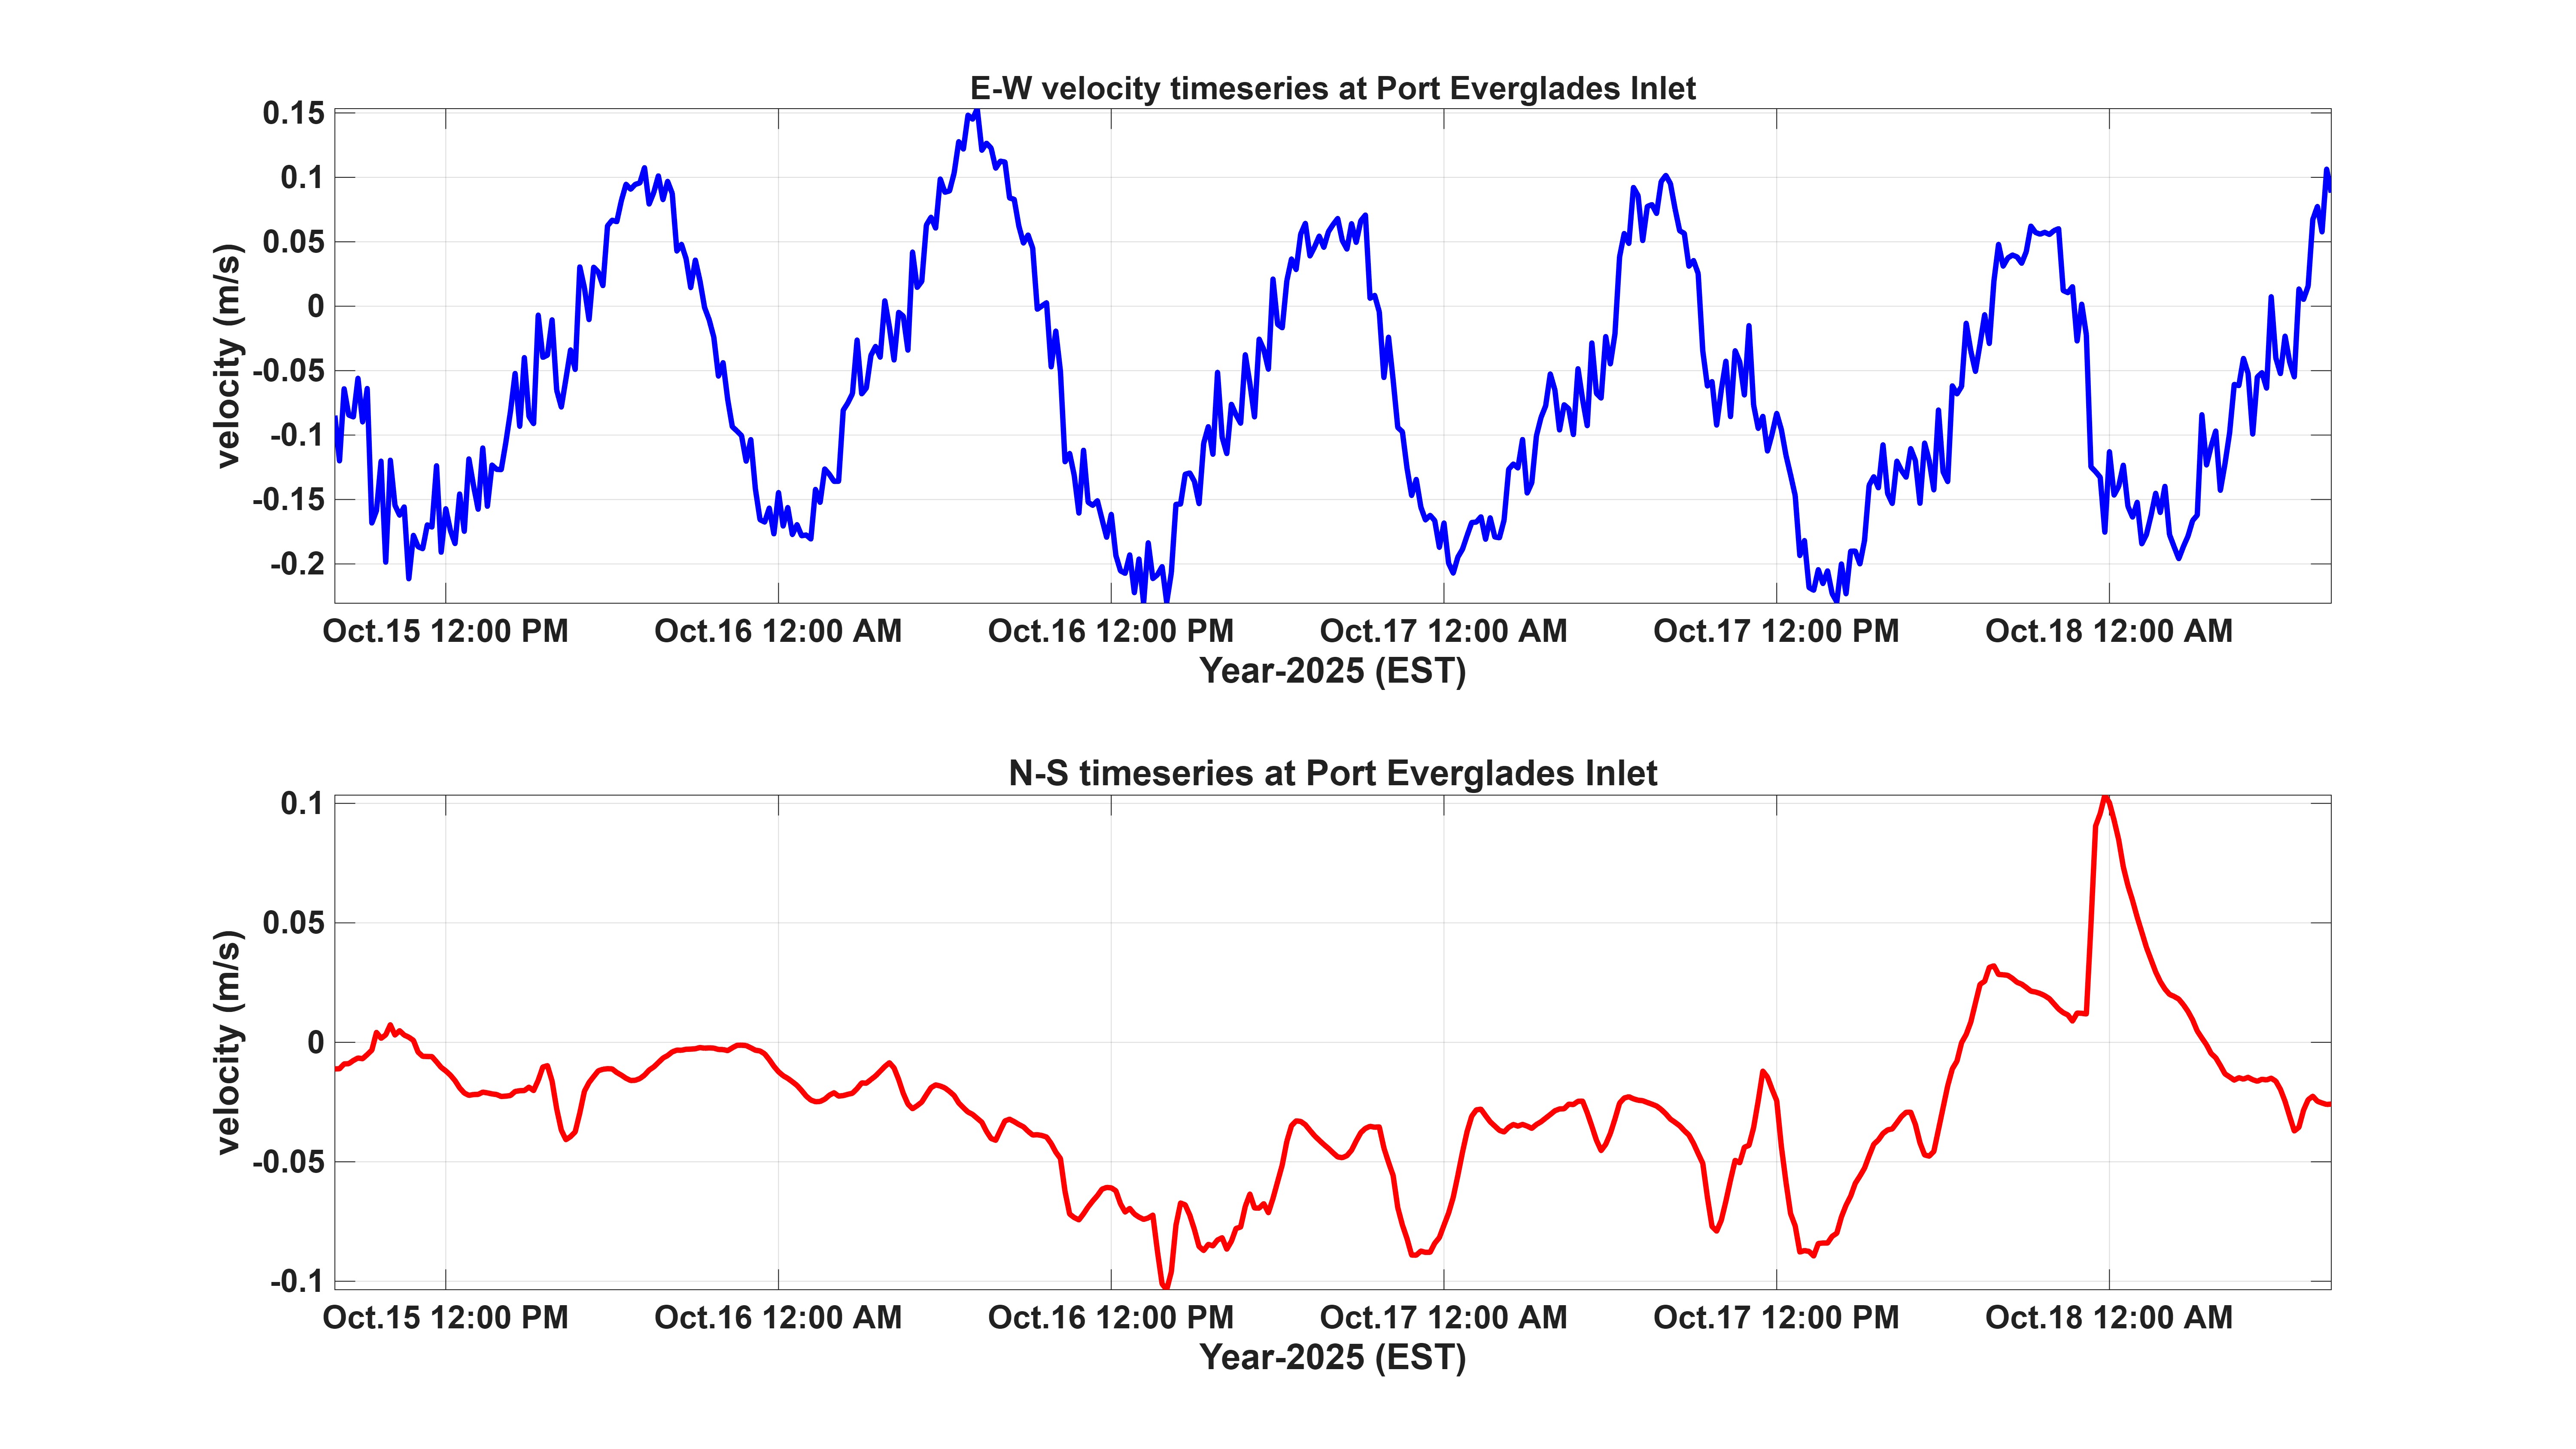 E-W velocity timeseries at Port Everglades Inlet
0.15
0.1
0.05
0
-0.05
-0.1
-0.15
-0.2
velocity (m/s)
Oct.15 12:00 PM Oct.16 12:00 AM Oct.16 12:00 PM Oct.17 12:00 AM Oct.17 12:00 PM Oct.18 12:00 AM
Year-2025 (EST)
N-S timeseries at Port Everglades Inlet
0.1
0.05
0
-0.05
-0.1
velocity (m/s)
Oct.15 12:00 PM Oct.16 12:00 AM Oct.16 12:00 PM Oct.17 12:00 AM Oct.17 12:00 PM Oct.18 12:00 AM
Year-2025 (EST)